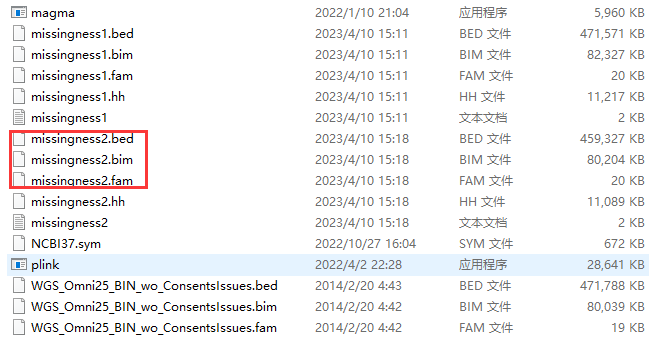 magma 2022/1/10 21:04 应用程序 5,960 KB
missingness1.bed 2023/4/10 15:11 BED 文件 471,571 KB
missingness1.bim 2023/4/10 15:11 BIM 文件 82,327 KB
missingness1.fam 2023/4/10 15:11 FAM 文件 20 KB
missingness1.hh 2023/4/10 15:11 HH 文件 11,217 KB
missingness1 2023/4/10 15:11 文本文档 2 KB
missingness2.bed 2023/4/10 15:18 BED 文件 459,327 KB
missingness2.bim 2023/4/10 15:18 BIM 文件 80,204 KB
missingness2.fam 2023/4/10 15:18 FAM 文件 20 KB
missingness2.hh 2023/4/10 15:18 HH 文件 11,089 KB
missingness2 2023/4/10 15:18 文本文档 2 KB
NCBI37.sym 2022/10/27 16:04 SYM 文件 672 KB
plink 2022/4/2 22:28 应用程序 28,641 KB
WGS_Omni25_BIN_wo_ConsentsIssues.bed 2014/2/20 4:43 BED 文件 471,788 KB
WGS_Omni25_BIN_wo_ConsentsIssues.bim 2014/2/20 4:42 BIM 文件 80,039 KB
WGS_Omni25_BIN_wo_ConsentsIssues.fam 2014/2/20 4:42 FAM 文件 19 KB